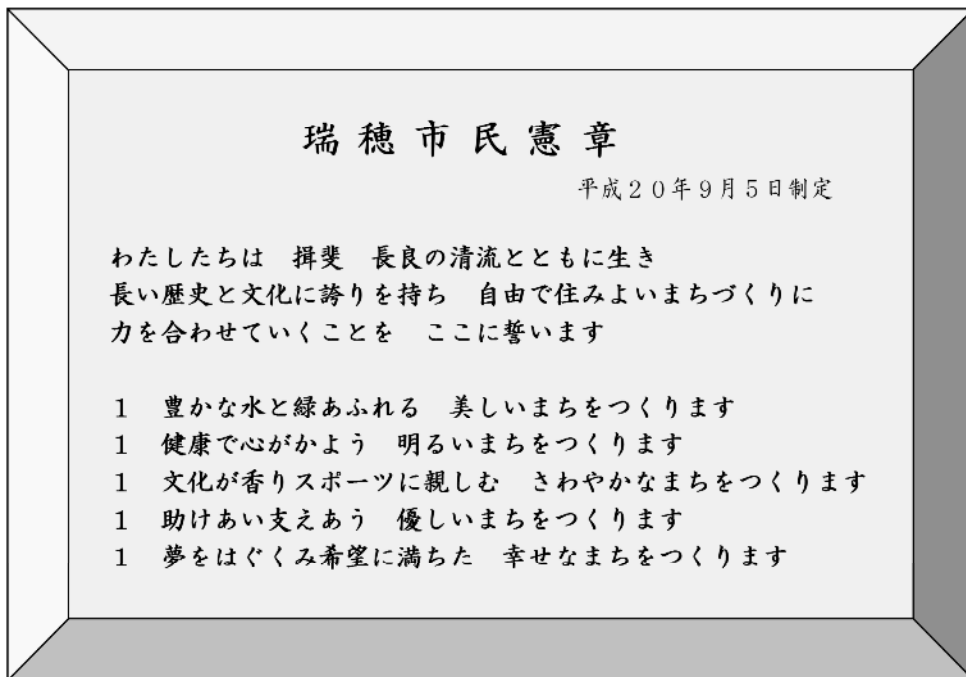 瑞穂市民憲章
平成２０年９月５日制定
わたしたちは　揖斐　長良の清流とともに生き
長い歴史と文化に誇りを持ち　自由で住みよいまちづくりに
力を合わせていくことを　ここに誓います
１　豊かな水と緑あふれる　美しいまちをつくります
１　健康で心がかよう　明るいまちをつくります
１　文化が香りスポーツに親しむ　さわやかなまちをつくります
１　助けあい支えあう　優しいまちをつくります
１　夢をはぐくみ希望に満ちた　幸せなまちをつくります